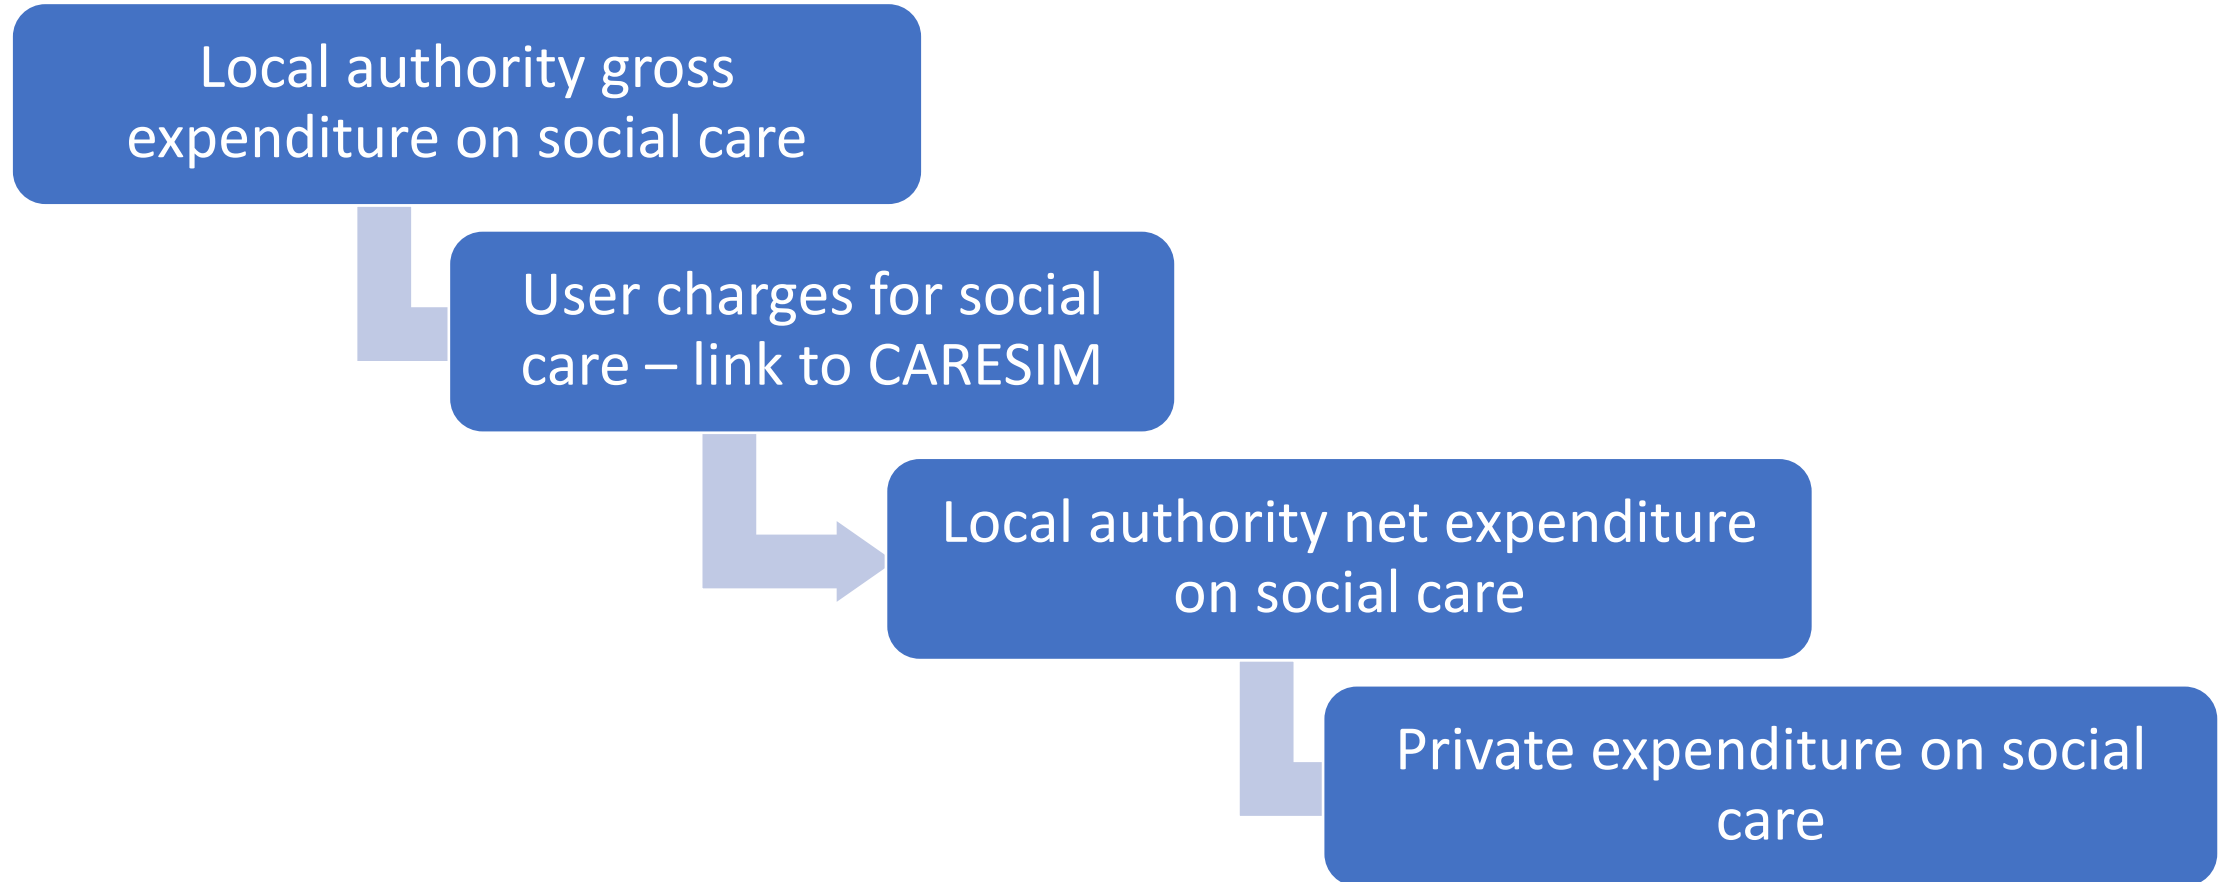 Local authority gross
expenditure on social care
User charges for social
care – link to CARESIM
Local authority net expenditure
on social care
Private expenditure on social
care